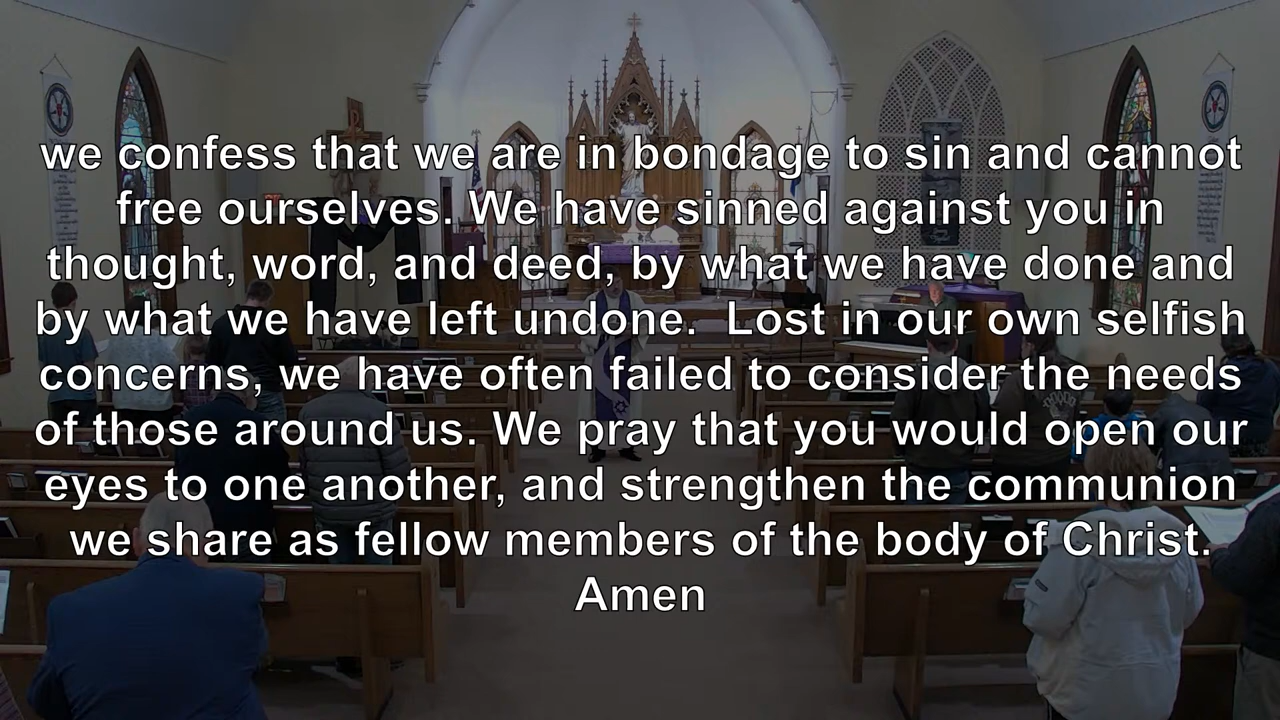 we confess that we are in bondage to sin and cannot
free ourselves. We have sinned against you in
thought, word, and deed, by what we have done and
by what we have left undone.  Lost in our own selfish
concerns, we have often failed to consider the needs
of those around us. We pray that you would open our
eyes to one another, and strengthen the communion
we share as fellow members of the body of Christ.
Amen